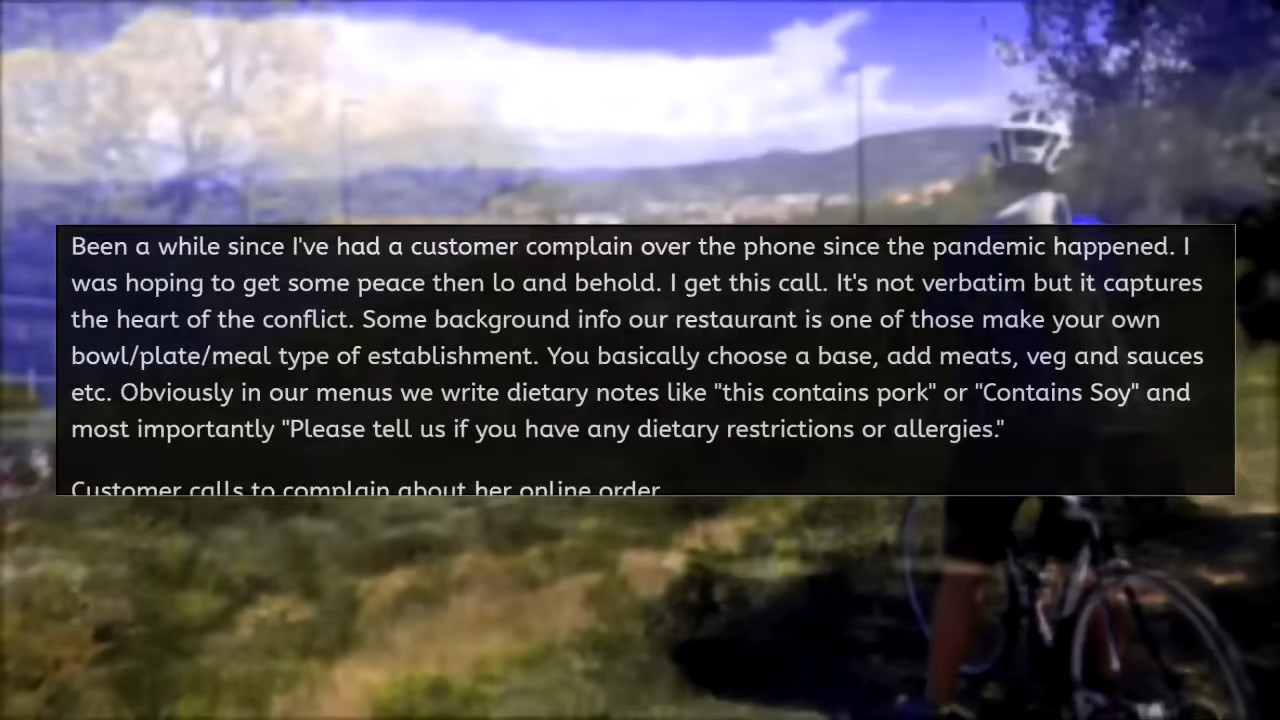 Been a while since I've had a customer complain over the phone since the pandemic happened. I
was hoping to get some peace then lo and behold. I get this call. It's not verbatim but it captures
the heart of the conflict. Some background info our restaurant is one of those make your own
bowl/plate/meal type of establishment. You basically choose a base, add meats, veg and sauces
etc. Obviously in our menus we write dietary notes like "this contains pork" or "Contains Soy" and
most importantly "Please tell us if you have any dietary restrictions or allergies."
Customer calls to complain about her online order